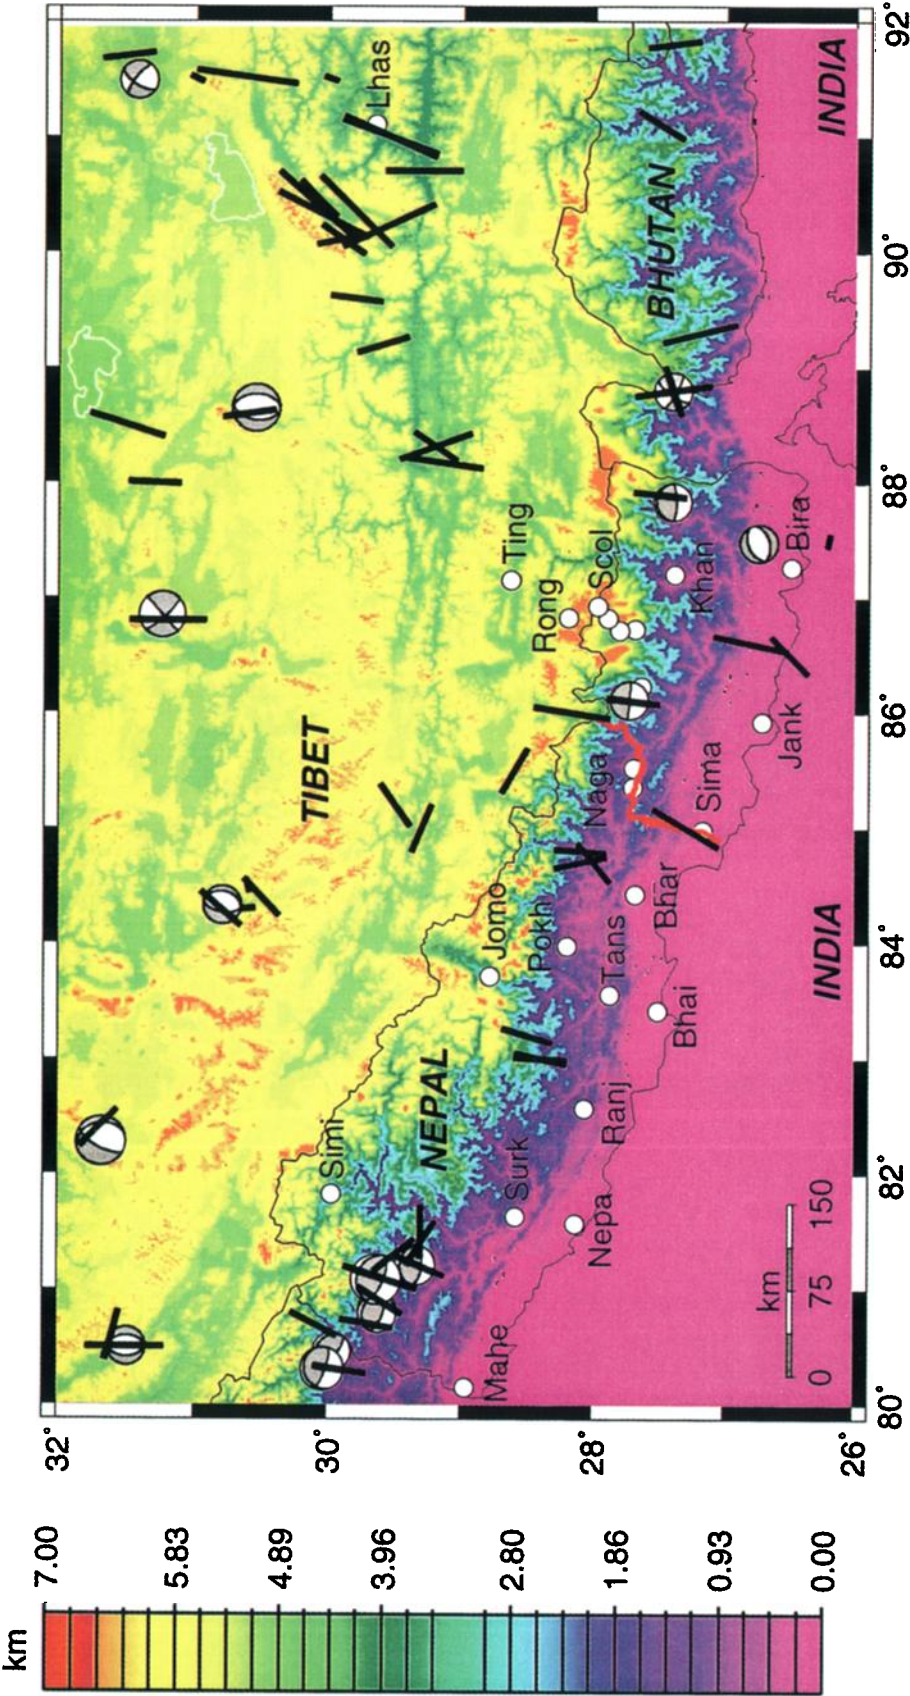 km
7.00
5.83
4.89
3.96
2.80
1.86
0.93
0.00
32°
30°
28°
26°
80°
82°
84°
86°
88°
90°
92°
TIBET
NEPAL
BHUTAN
INDIA
INDIA
Lhas
Ting
Rong
Scol
Khan
Bira
Jank
Sima
Naga
Bhar
Pokh
Jomo
Tans
Bhai
Ranj
Simi
Surk
Nepa
Mahe
km
0 75 150